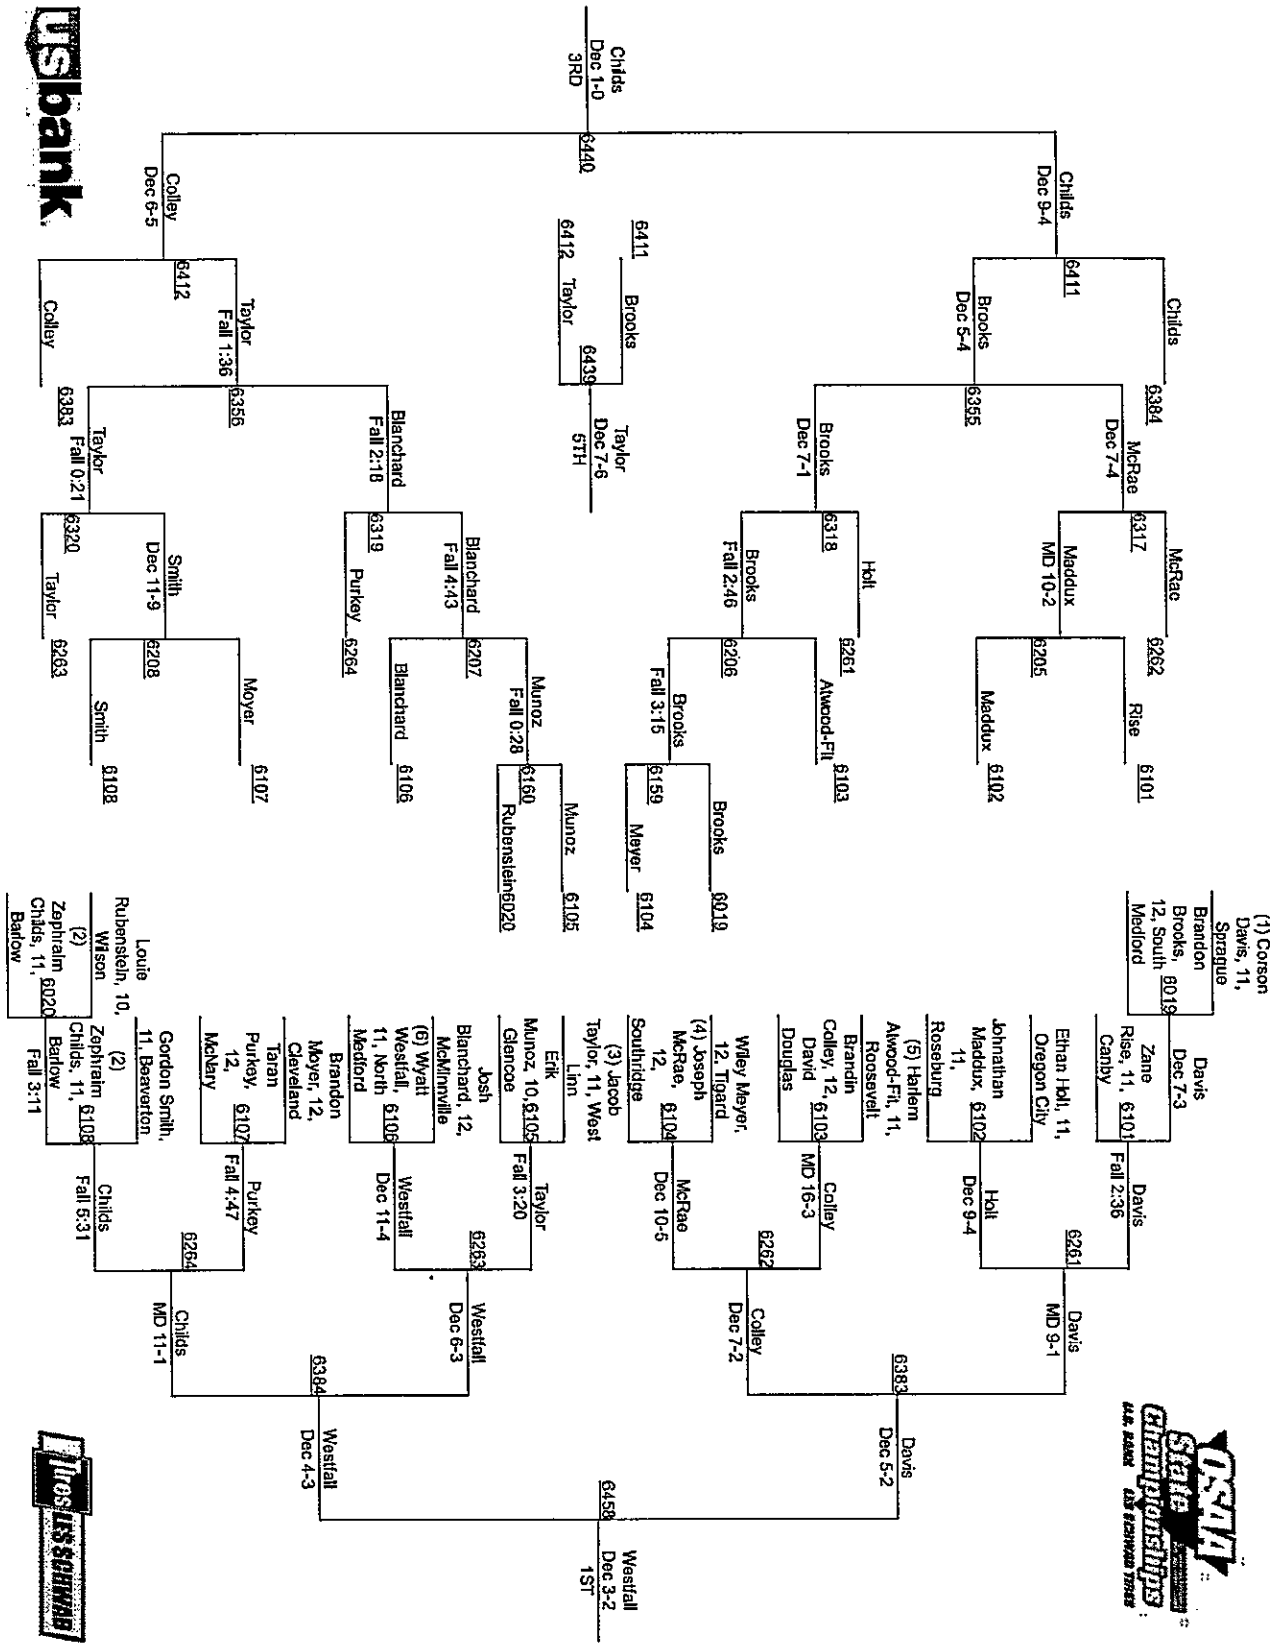 OSAA
State
Championships
U.S. BANK LES SCHWAB TIRES
(1) Corson
Davis, 11,
Sprague
Brandon
Brooks,
12, South
Medford
6019
Davis
Dec 7-3
Zane
Rise, 11,
Canby
6101
Davis
Fall 2:36
Ethan Holt, 11,
Oregon City
Johnathan
Maddux,
11,
Roseburg
6102
Holt
Dec 9-4
6261
Davis
MD 9-1
(5) Harlem
Atwood-Fit, 11,
Roosevelt
Brandin
Colley, 12,
David
Douglas
6103
Colley
MD 16-3
Wiley Meyer,
12, Tigard
(4) Joseph
McRae,
12,
Southridge
6104
McRae
Dec 10-5
6262
Colley
Dec 7-2
6383
Davis
Dec 5-2
(3) Jacob
Taylor, 11, West
Linn
Erik
Munoz, 10,
Glencoe
6105
Taylor
Fall 3:20
Josh
Blanchard, 12,
McMinnville
(6) Wyatt
Westfall,
11, North
Medford
6106
Westfall
Dec 11-4
6263
Westfall
Dec 6-3
Brandon
Moyer, 12,
Cleveland
Taran
Purkey,
12,
McNary
6107
Purkey
Fall 4:47
Gordon Smith,
11, Beaverton
(2)
Zephraim
Childs, 11,
Barlow
Fall 3:11
6108
Childs
Fall 5:31
Louie
Rubenstein, 10,
Wilson
(2)
Zephraim
Childs, 11,
Barlow
6020
6264
Childs
MD 11-1
6384
Westfall
Dec 4-3
6458
Westfall
Dec 3-2
1ST
Childs
6384
6411
Childs
Dec 9-4
McRae
6262
6317
McRae
Dec 7-4
Rise
6101
6205
Maddux
MD 10-2
Maddux
6102
6355
Brooks
Dec 5-4
Holt
6261
6318
Brooks
Dec 7-1
Atwood-Fit
6103
6206
Brooks
Fall 2:46
Brooks
6019
6159
Brooks
Fall 3:15
Meyer
6104
6440
Childs
Dec 1-0
3RD
6411
Brooks
6439
6412
Taylor
Taylor
Dec 7-6
5TH
Munoz
6105
6160
Munoz
Fall 0:28
Rubenstein
6020
6207
Blanchard
Fall 4:43
Blanchard
6106
6319
Blanchard
Fall 2:18
Purkey
6264
6356
Taylor
Fall 1:36
Moyer
6107
6208
Smith
Dec 11-9
Smith
6108
6320
Taylor
Fall 0:21
Taylor
6263
6412
Colley
Dec 6-5
Colley
6383
us bank
Tires LES SCHWAB